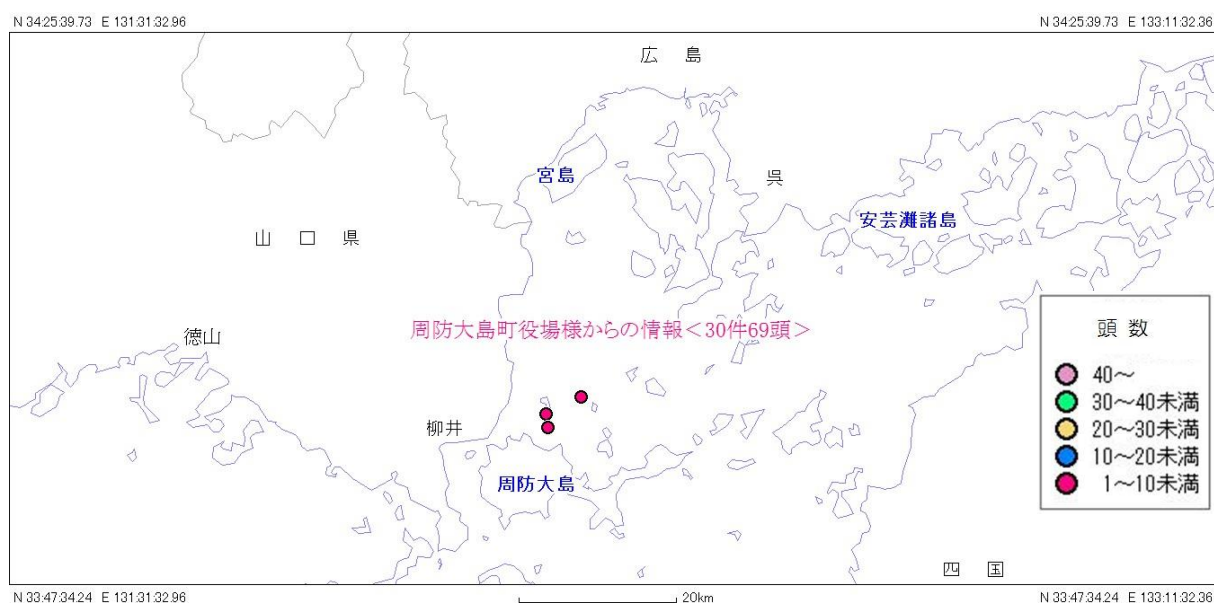 N 34:25:39.73 E 131:31:32.96
N 34:25:39.73 E 133:11:32.36
広 島
宮島
呉
安芸灘諸島
山 口 県
周防大島町役場様からの情報＜30件69頭＞
徳山
頭 数
40～
30～40未満
20～30未満
10～20未満
1～10未満
柳井
周防大島
四 国
N 33:47:34.24 E 131:31:32.96
20km
N 33:47:34.24 E 133:11:32.36